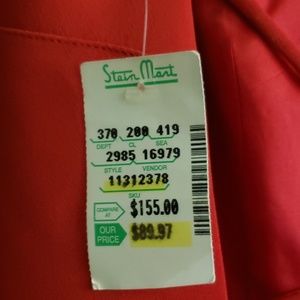 Stein Mart
370 200 419
DEPT CL SEA
2985 16979
STYLE VENDOR
11312378
SKU
COMPARE AT $155.00
OUR PRICE $89.97